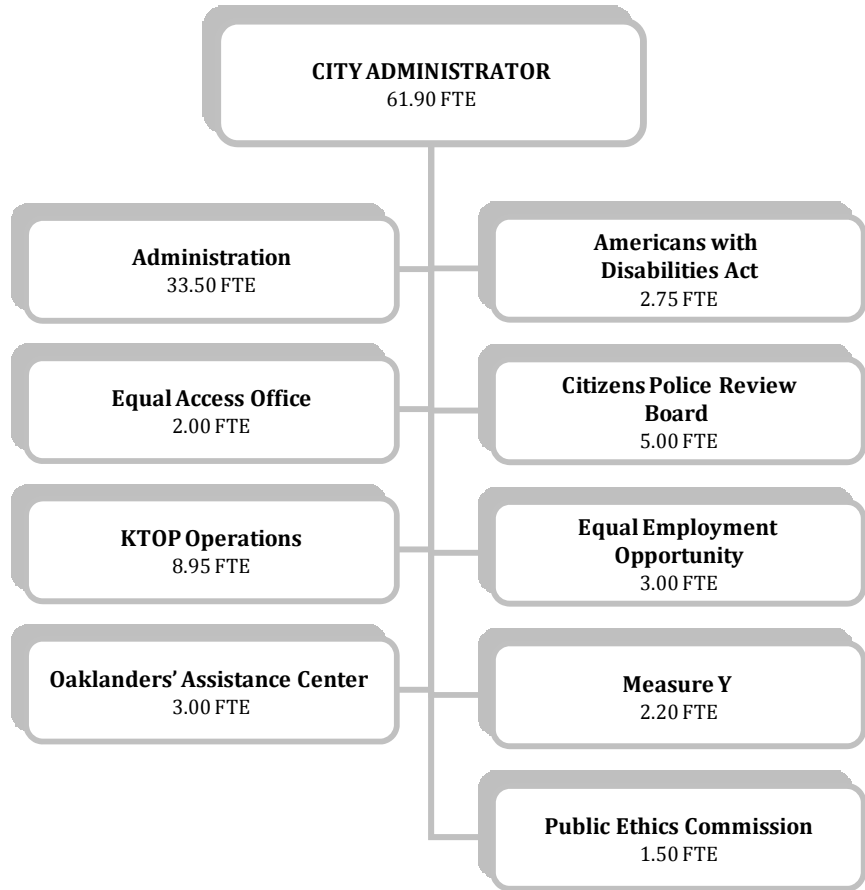 CITY ADMINISTRATOR
61.90 FTE
Administration
33.50 FTE
Americans with
Disabilities Act
2.75 FTE
Equal Access Office
2.00 FTE
Citizens Police Review
Board
5.00 FTE
KTOP Operations
8.95 FTE
Equal Employment
Opportunity
3.00 FTE
Oaklanders’ Assistance Center
3.00 FTE
Measure Y
2.20 FTE
Public Ethics Commission
1.50 FTE